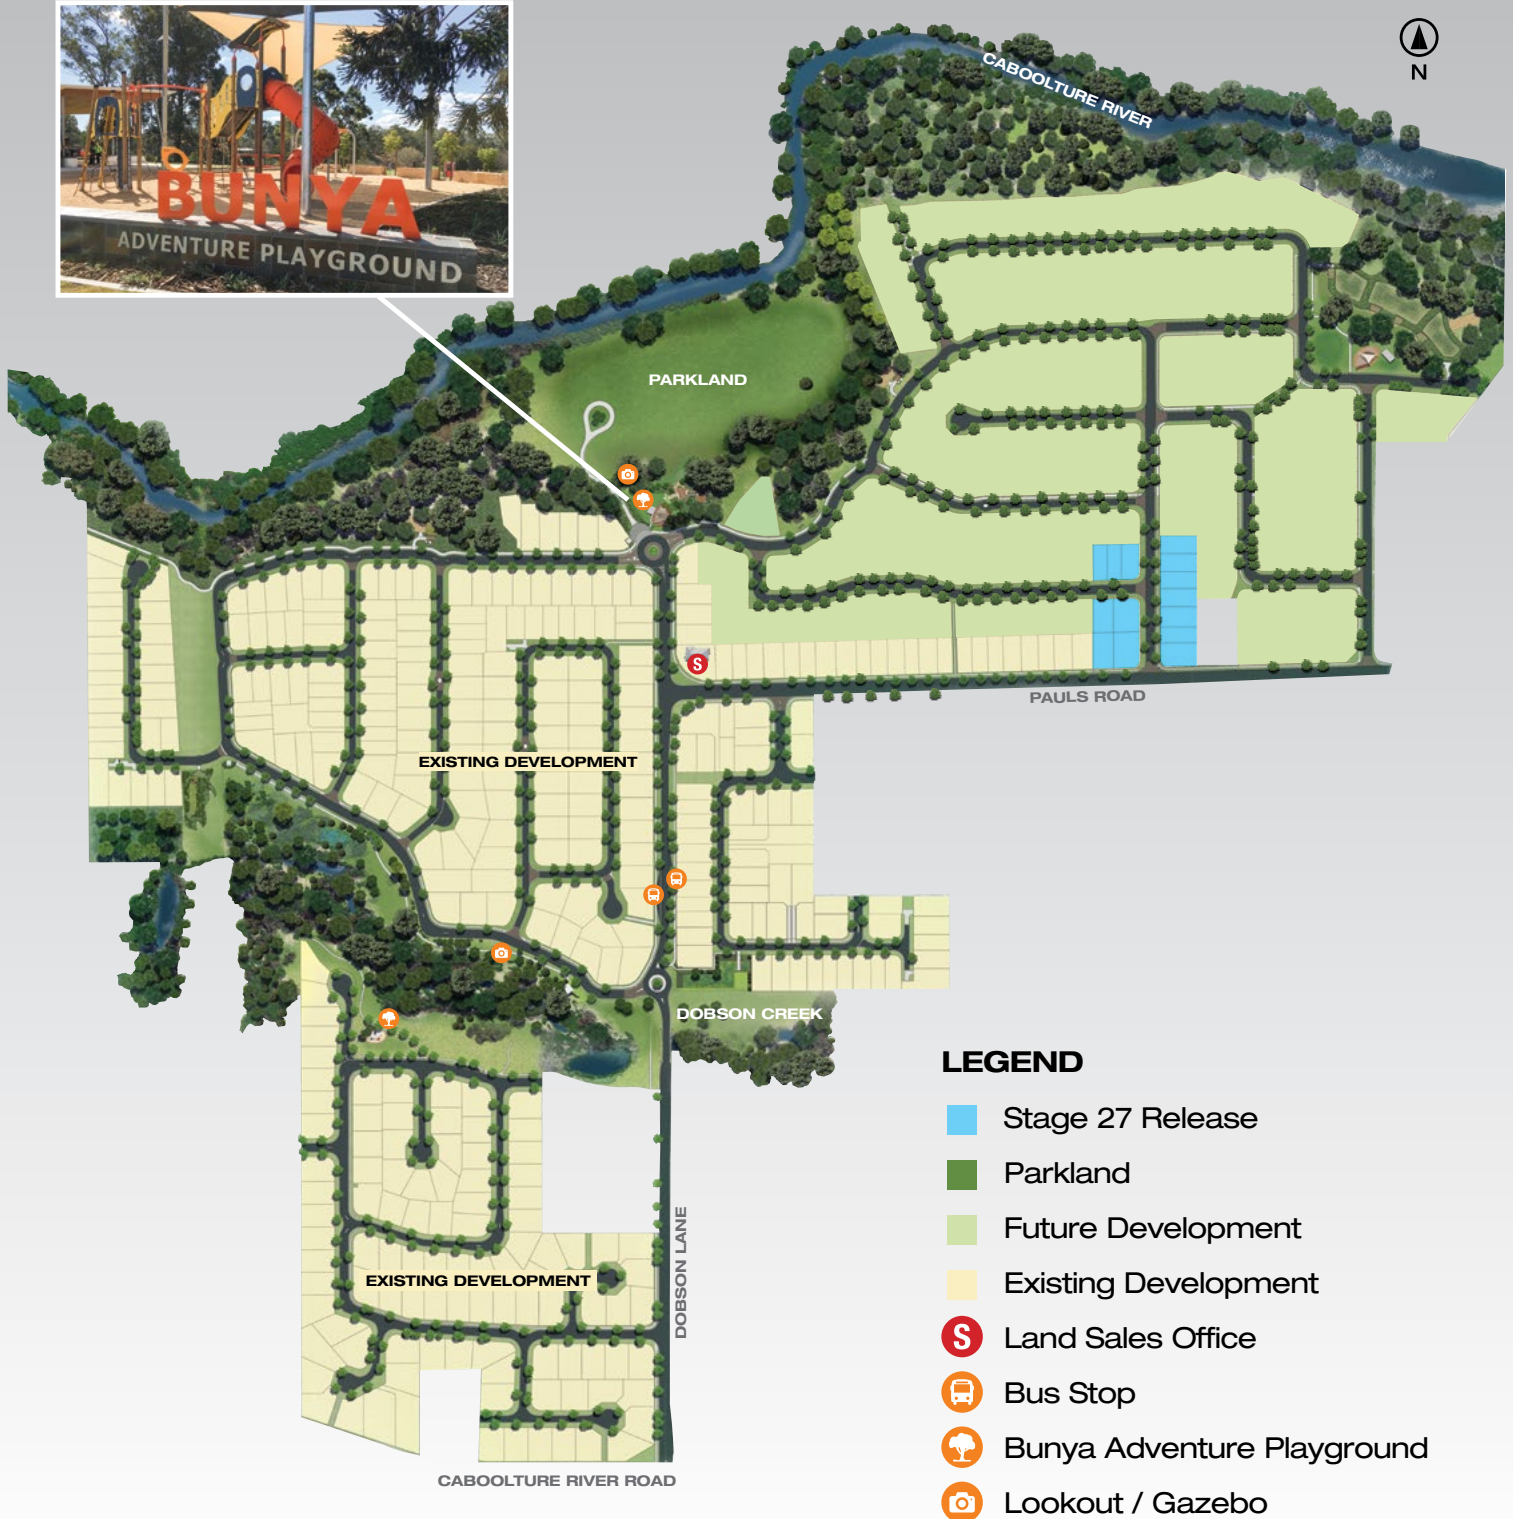 BUNYA
ADVENTURE PLAYGROUND
N
CABOOLTURE RIVER
PARKLAND
S
PAULS ROAD
EXISTING DEVELOPMENT
DOBSON CREEK
DOBSON LANE
EXISTING DEVELOPMENT
CABOOLTURE RIVER ROAD
LEGEND
Stage 27 Release
Parkland
Future Development
Existing Development
S Land Sales Office
Bus Stop
Bunya Adventure Playground
Lookout / Gazebo